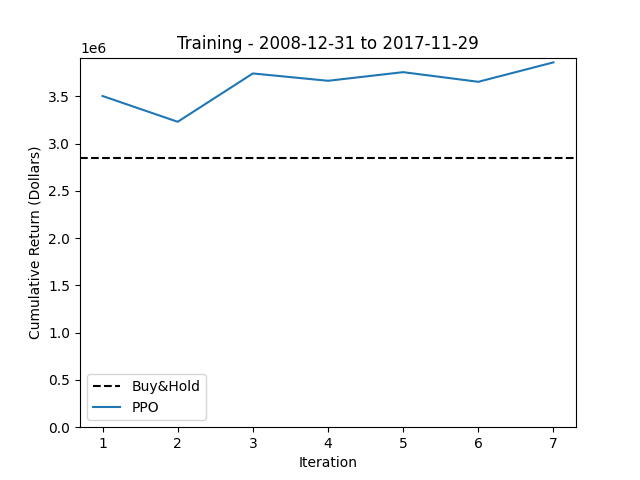 Training - 2008-12-31 to 2017-11-29
1e6
3.5
3.0
2.5
2.0
1.5
1.0
0.5
0.0
Cumulative Return (Dollars)
Buy&Hold
PPO
1 2 3 4 5 6 7
Iteration